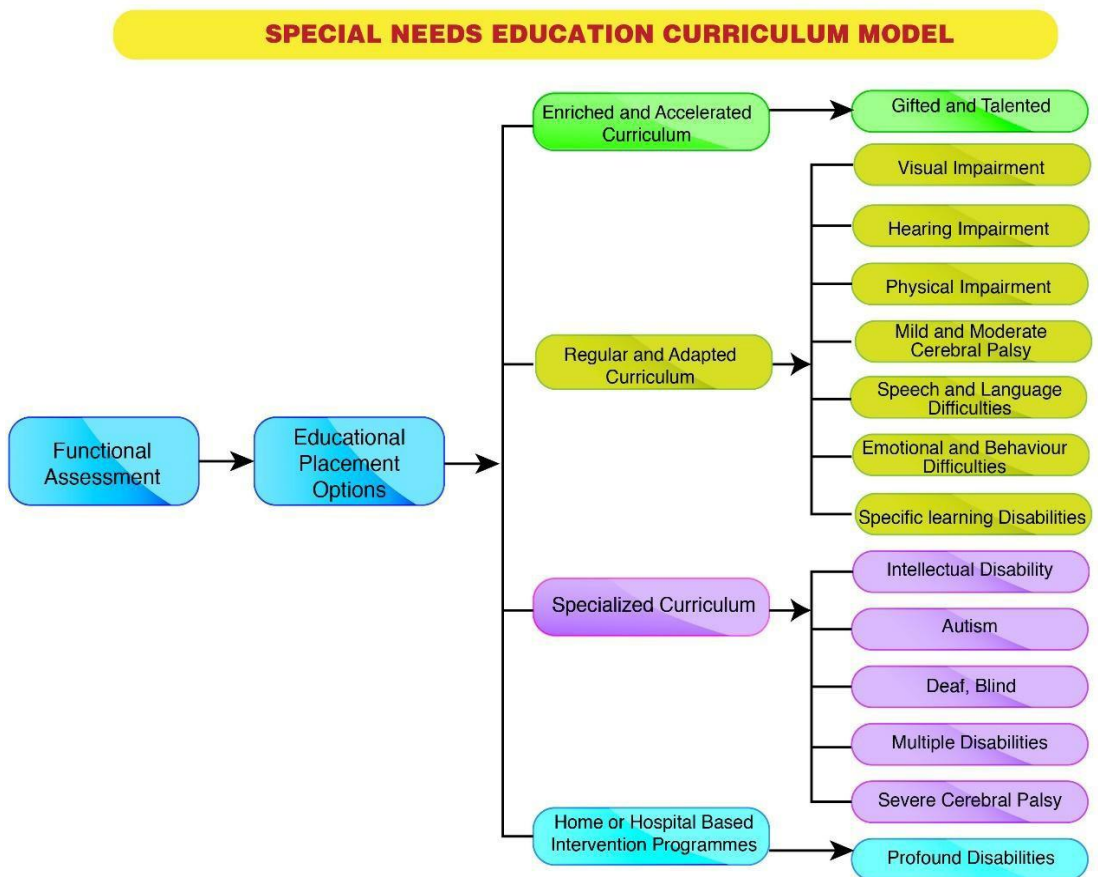 SPECIAL NEEDS EDUCATION CURRICULUM MODEL
Functional
Assessment
Educational
Placement
Options
Enriched and Accelerated
Curriculum
Gifted and Talented
Regular and Adapted
Curriculum
Visual Impairment
Hearing Impairment
Physical Impairment
Mild and Moderate
Cerebral Palsy
Speech and Language
Difficulties
Emotional and Behaviour
Difficulties
Specific learning Disabilities
Specialized Curriculum
Intellectual Disability
Autism
Deaf, Blind
Multiple Disabilities
Severe Cerebral Palsy
Home or Hospital Based
Intervention Programmes
Profound Disabilities